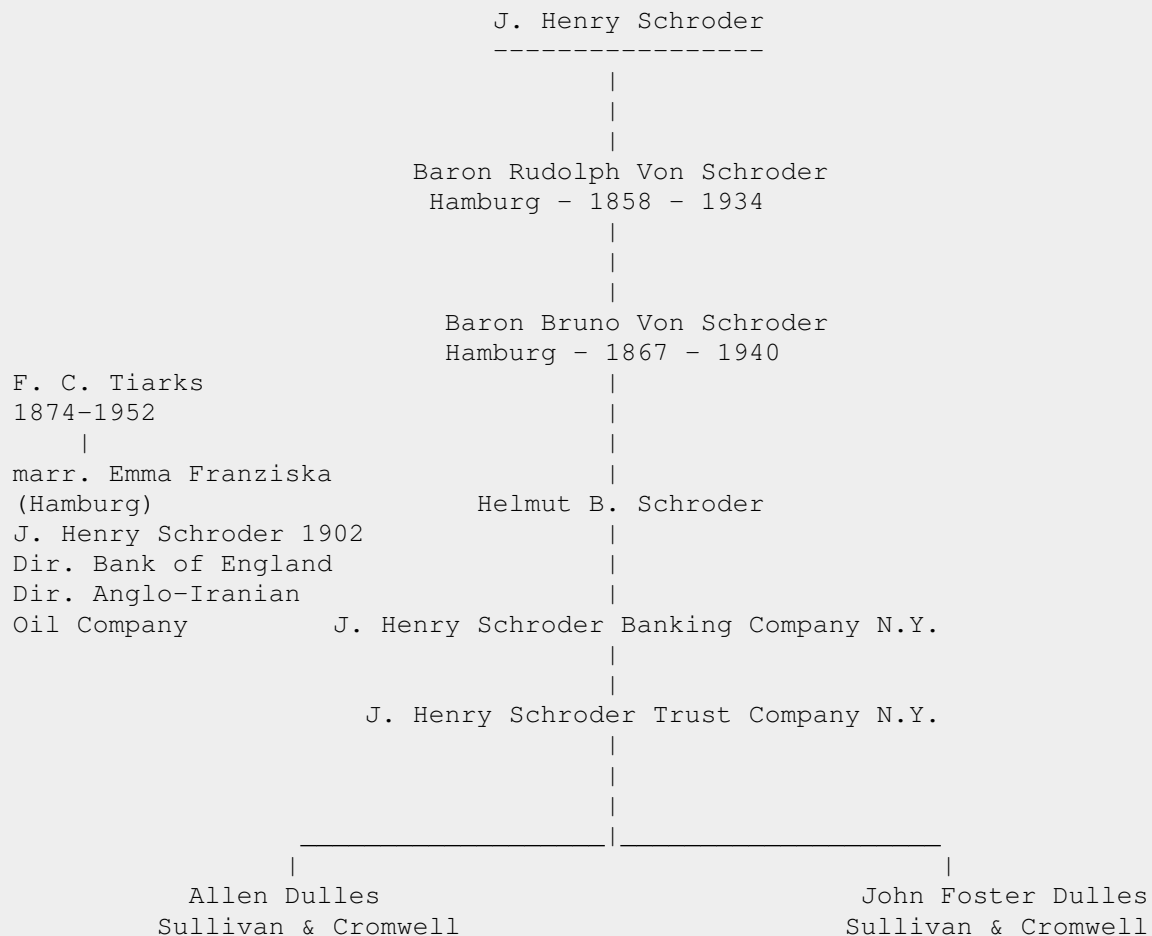 J. Henry Schroder
-----------------
|
|
|
Baron Rudolph Von Schroder
Hamburg - 1858 - 1934
|
|
|
Baron Bruno Von Schroder
Hamburg - 1867 - 1940
F. C. Tiarks |
1874-1952 |
| |
marr. Emma Franziska |
(Hamburg) Helmut B. Schroder
J. Henry Schroder 1902 |
Dir. Bank of England |
Dir. Anglo-Iranian |
Oil Company J. Henry Schroder Banking Company N.Y.
|
|
J. Henry Schroder Trust Company N.Y.
|
|
|
___________________|____________________
| |
Allen Dulles John Foster Dulles
Sullivan & Cromwell Sullivan & Cromwell